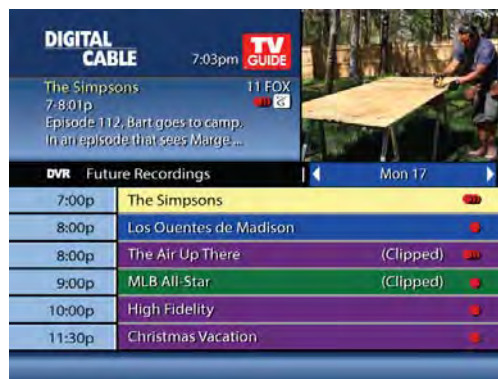 DIGITAL
CABLE
7:03pm
TV
GUIDE
The Simpsons
11 FOX
7-8:01p
Episode 112, Bart goes to camp.
In an episode that sees Marge ...
DVR Future Recordings
Mon 17
7:00p The Simpsons
8:00p Los Ouentes de Madison
8:00p The Air Up There (Clipped)
9:00p MLB All-Star (Clipped)
10:00p High Fidelity
11:30p Christmas Vacation